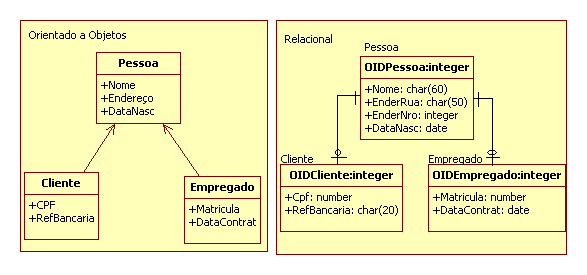 Orientado a Objetos
Pessoa
+Nome
+Endereço
+DataNasc
Cliente
+CPF
+RefBancaria
Empregado
+Matricula
+DataContrat
Relacional
Pessoa
OIDPessoa:integer
+Nome: char(60)
+EnderRua: char(50)
+EnderNro: integer
+DataNasc: date
Cliente
OIDCliente:integer
+Cpf: number
+RefBancaria: char(20)
Empregado
OIDEmpregado:integer
+Matricula: number
+DataContrat: date